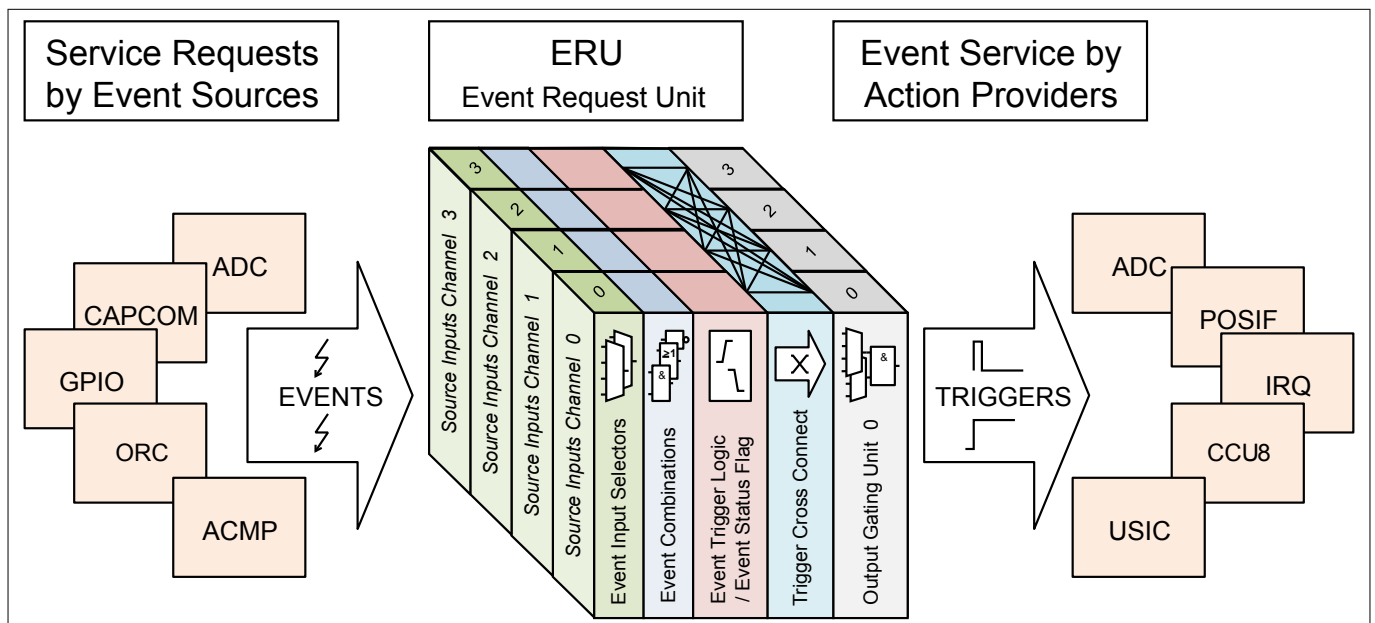 Service Requests
by Event Sources
ERU
Event Request Unit
Event Service by
Action Providers
ADC
CAPCOM
GPIO
ORC
ACMP
EVENTS
3
2
1
0
3
2
1
0
Source Inputs Channel 3
Source Inputs Channel 2
Source Inputs Channel 1
Source Inputs Channel 0
≥1
&
X
&
Event Input Selectors
Event Combinations
Event Trigger Logic
/ Event Status Flag
Trigger Cross Connect
Output Gating Unit 0
TRIGGERS
ADC
POSIF
IRQ
CCU8
USIC